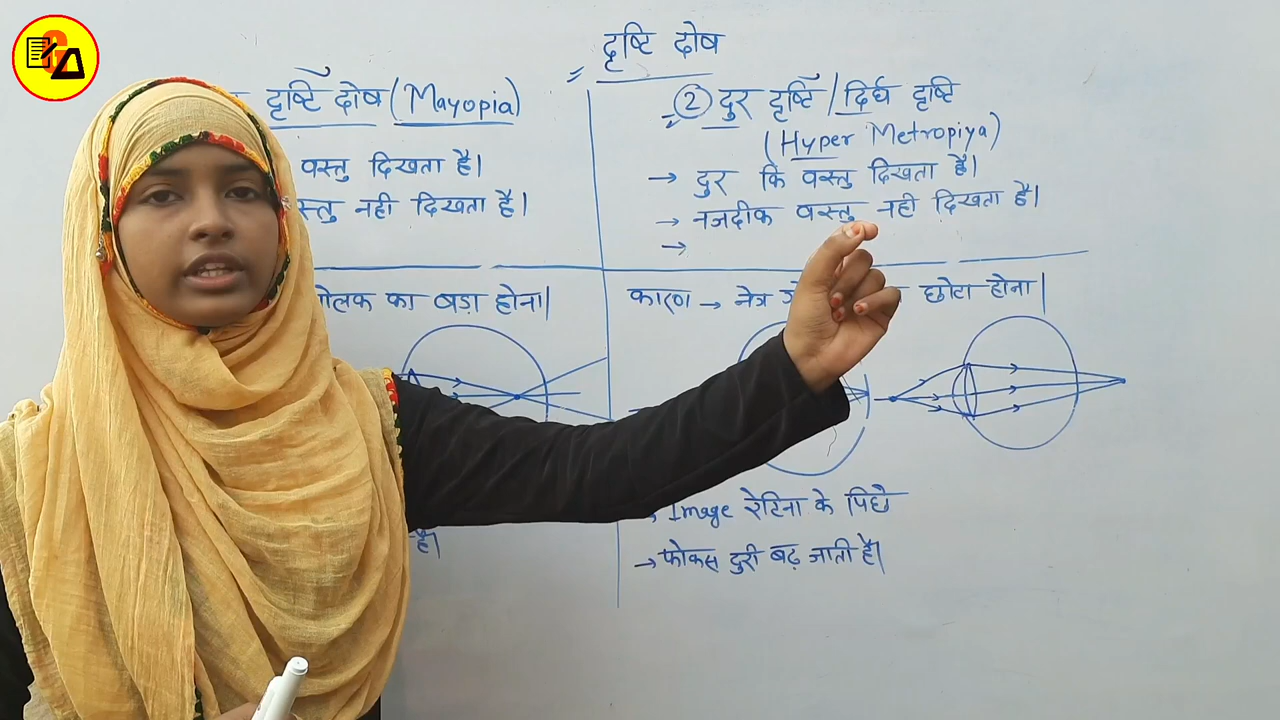 दृष्टि दोष
दृष्टि दोष (Mayopia)
वस्तु दिखता है।
नही दिखता है।
गोलक का बड़ा होना।
है।
② दुर दृष्टि / दिर्घ दृष्टि
(Hyper Metropiya)
→ दुर कि वस्तु दिखता है।
→ नजदीक वस्तु नही दिखता है।
→
कारण → नेत्र छोटा होना।
Image रेटिना के पिछे
→ फोकस दुरी बढ़ जाती है।